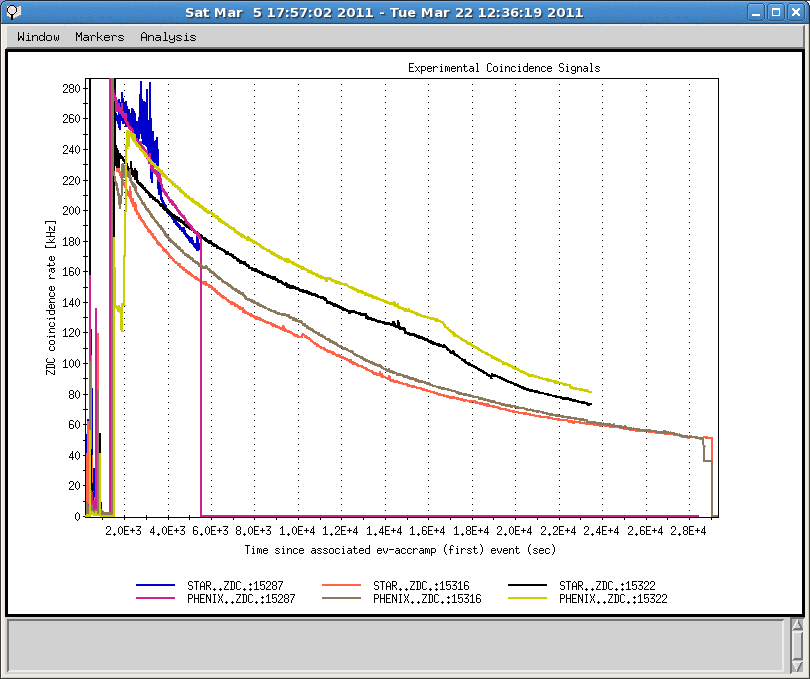 Sat Mar  5 17:57:02 2011 - Tue Mar 22 12:36:19 2011
Window Markers Analysis
Experimental Coincidence Signals
ZDC coincidence rate [kHz]
280
260
240
220
200
180
160
140
120
100
80
60
40
20
0
2.0E+3 4.0E+3 6.0E+3 8.0E+3 1.0E+4 1.2E+4 1.4E+4 1.6E+4 1.8E+4 2.0E+4 2.2E+4 2.4E+4 2.6E+4 2.8E+4
Time since associated ev-accramp (first) event (sec)
STAR..ZDC.:15287 STAR..ZDC.:15316 STAR..ZDC.:15322
PHENIX..ZDC.:15287 PHENIX..ZDC.:15316 PHENIX..ZDC.:15322